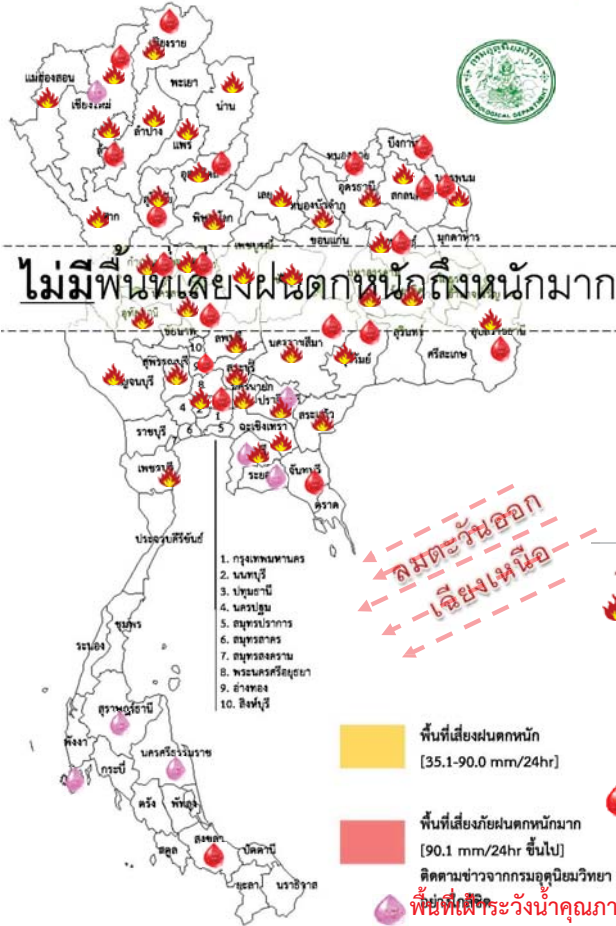 เชียงราย
แม่ฮ่องสอน
พะเยา
เชียงใหม่
น่าน
ลำปาง
แพร่
บึงกาฬ
อุดรธานี
สกลนคร
นครพนม
เลย
หนองบัวลำภู
ตาก
พิษณุโลก
ขอนแก่น
มุกดาหาร
เพชรบูรณ์
ไม่มีพื้นที่เสี่ยงฝนตกหนักถึงหนักมาก
อุทัยธานี
ชัยนาท
อุบลราชธานี
10
ลพบุรี
นครราชสีมา
สุรินทร์
ศรีสะเกษ
สุพรรณบุรี
สระบุรี
8
นครนายก
4
1
สระแก้ว
ราชบุรี
6
5
ฉะเชิงเทรา
เพชรบุรี
ระยอง
จันทบุรี
ตราด
ประจวบคีรีขันธ์
ลมตะวันออก
เฉียงเหนือ
1. กรุงเทพมหานคร
2. นนทบุรี
3. ปทุมธานี
4. นครปฐม
5. สมุทรปราการ
6. สมุทรสาคร
7. สมุทรสงคราม
8. พระนครศรีอยุธยา
9. อ่างทอง
10. สิงห์บุรี
ชุมพร
ระนอง
สุราษฎร์ธานี
พังงา
กระบี่
นครศรีธรรมราช
ตรัง
พัทลุง
สตูล
สงขลา
ปัตตานี
ยะลา
นราธิวาส
พื้นที่เสี่ยงฝนตกหนัก
[35.1-90.0 mm/24hr]
พื้นที่เสี่ยงภัยฝนตกหนักมาก
[90.1 mm/24hr ขึ้นไป]
ติดตามข่าวจากกรมอุตุนิยมวิทยา
อย่างใกล้ชิด
พื้นที่เฝ้าระวังน้ำคุณภา